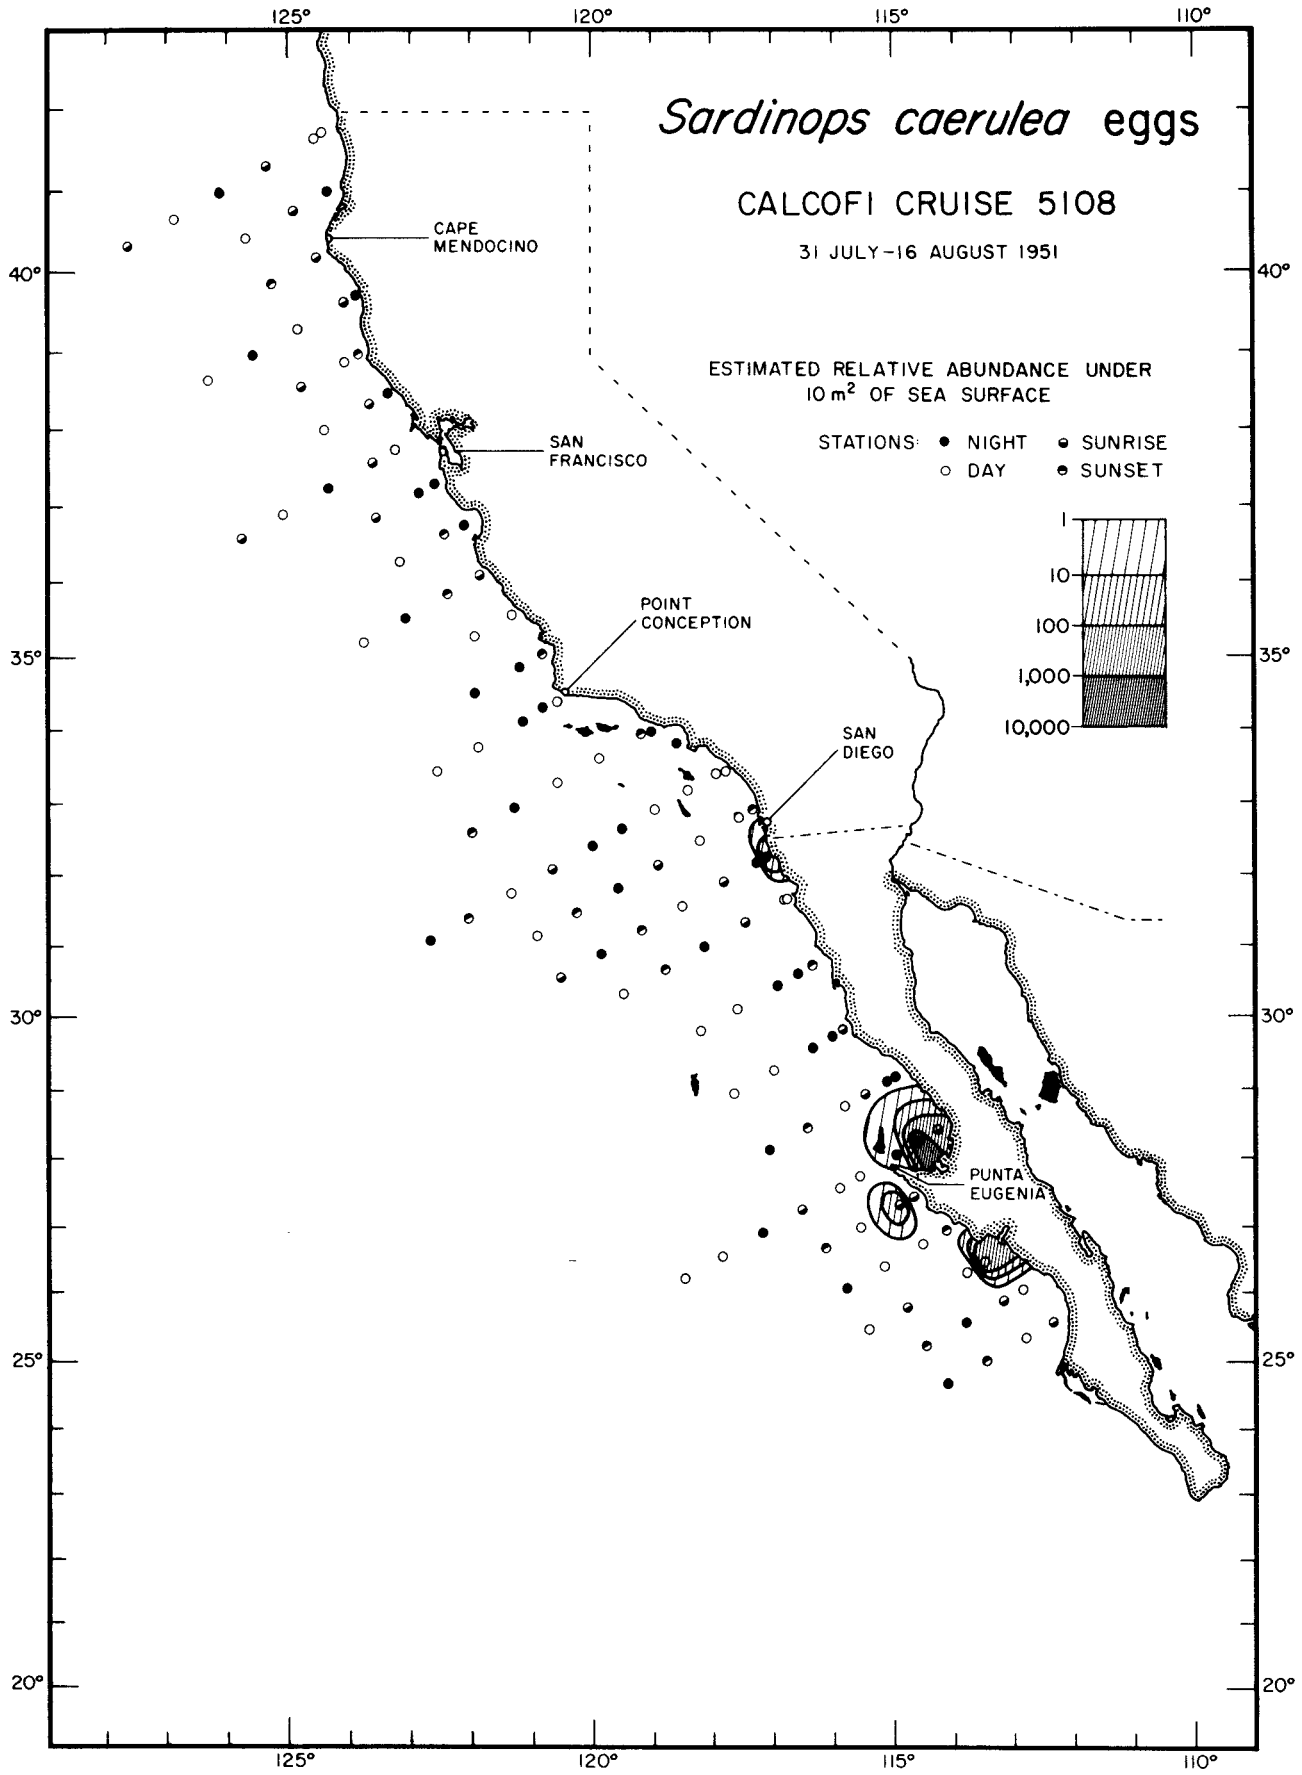 125° 120° 115° 110°
Sardinops caerulea eggs
CALCOFI CRUISE 5108
31 JULY-16 AUGUST 1951
CAPE
MENDOCINO
40° 40°
ESTIMATED RELATIVE ABUNDANCE UNDER
10 m² OF SEA SURFACE
STATIONS: NIGHT SUNRISE
DAY SUNSET
SAN
FRANCISCO
1
10
100
1,000
10,000
POINT
CONCEPTION
35° 35°
SAN
DIEGO
30° 30°
PUNTA
EUGENIA
25° 25°
20° 20°
125° 120° 115° 110°